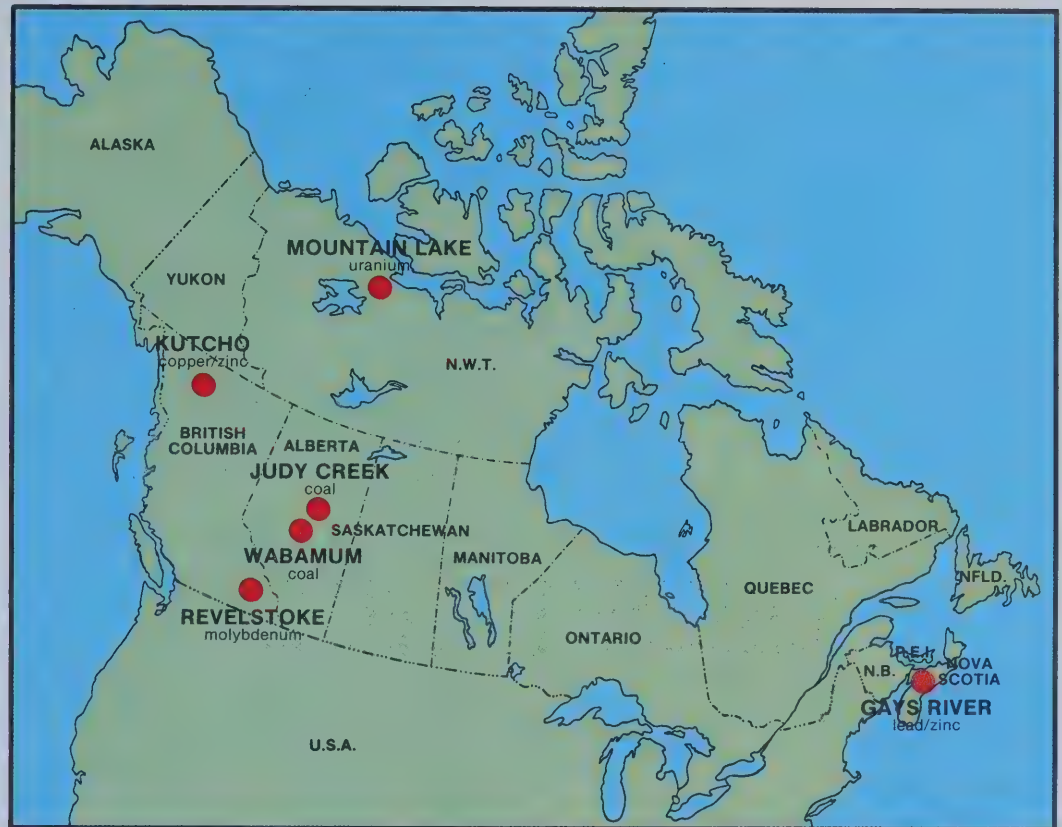 ALASKA
MOUNTAIN LAKE
uranium
YUKON
KUTCHO
copper/zinc
N.W.T.
BRITISH
COLUMBIA
ALBERTA
JUDY CREEK
coal
SASKATCHEWAN
WABAMUM
coal
MANITOBA
LABRADOR
NFLD.
QUEBEC
REVELSTOKE
molybdenum
ONTARIO
P.E.I.
N.B.
NOVA
SCOTIA
GAYS RIVER
lead/zinc
U.S.A.